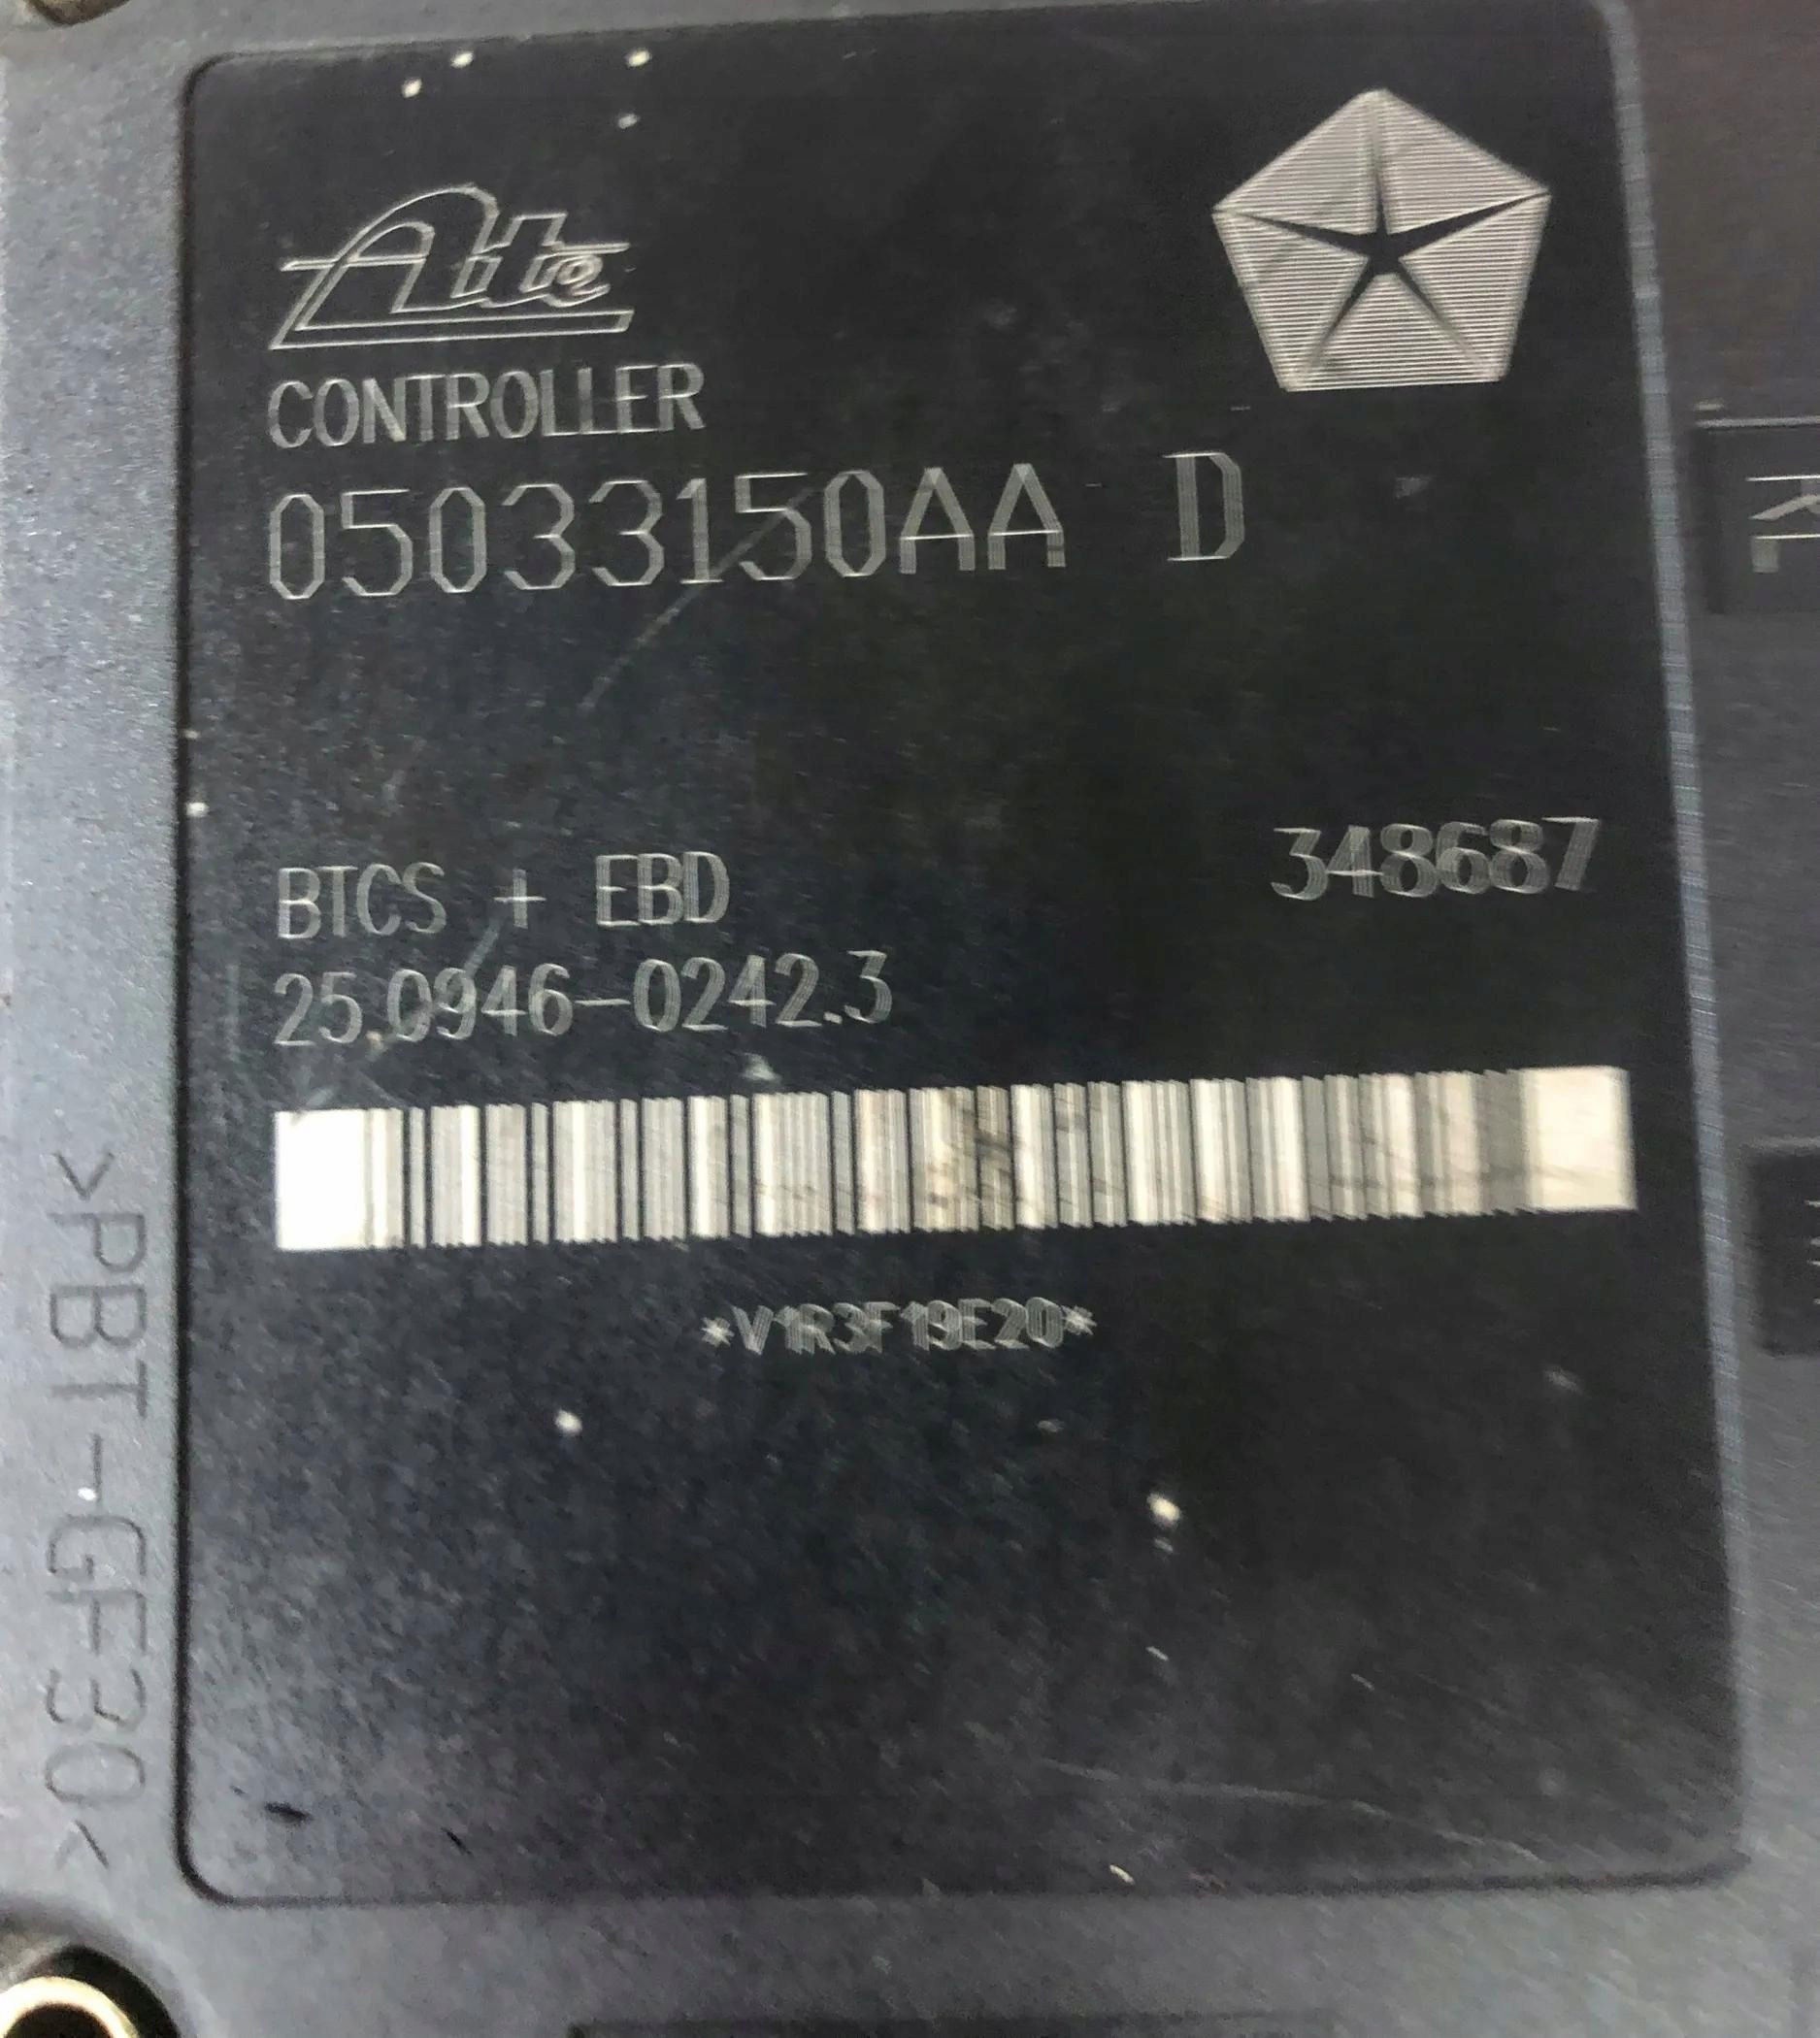 Ate
CONTROLLER
05033150AA D
BTCS + EBD 348687
25.0946-0242.3
*V1R3F19E20*
>PBT-GF30<